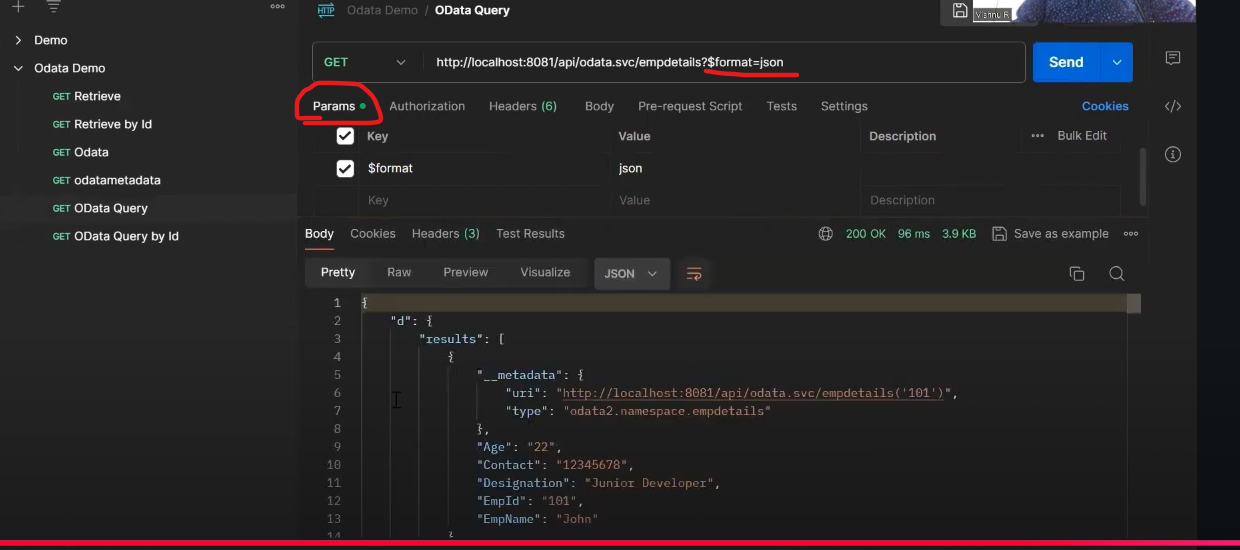 Odata Demo / OData Query
Vishnu R
Demo
Odata Demo
GET Retrieve
GET Retrieve by Id
GET Odata
GET odatametadata
GET OData Query
GET OData Query by Id
HTTP
GET http://localhost:8081/api/odata.svc/empdetails?$format=json Send
Params Authorization Headers (6) Body Pre-request Script Tests Settings Cookies
Key Value Description Bulk Edit
$format json
Key Value Description
Body Cookies Headers (3) Test Results 200 OK 96 ms 3.9 KB Save as example
Pretty Raw Preview Visualize JSON
1 {
2 "d": {
3 "results": [
4 {
5 "__metadata": {
6 "uri": "http://localhost:8081/api/odata.svc/empdetails('101')",
7 "type": "odata2.namespace.empdetails"
8 },
9 "Age": "22",
10 "Contact": "12345678",
11 "Designation": "Junior Developer",
12 "EmpId": "101",
13 "EmpName": "John"
14 }